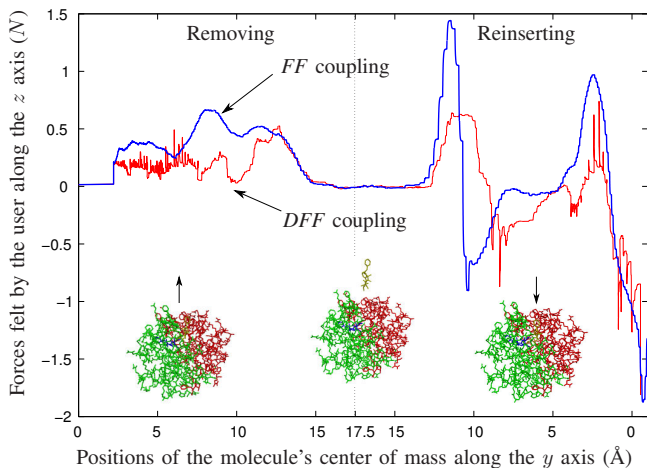 Forces felt by the user along the z axis (N)
1.5
1
0.5
0
−0.5
−1
−1.5
−2
Removing
Reinserting
FF coupling
DFF coupling
0 5 10 15 17.5 15 10 5 0
Positions of the molecule's center of mass along the y axis (Å)